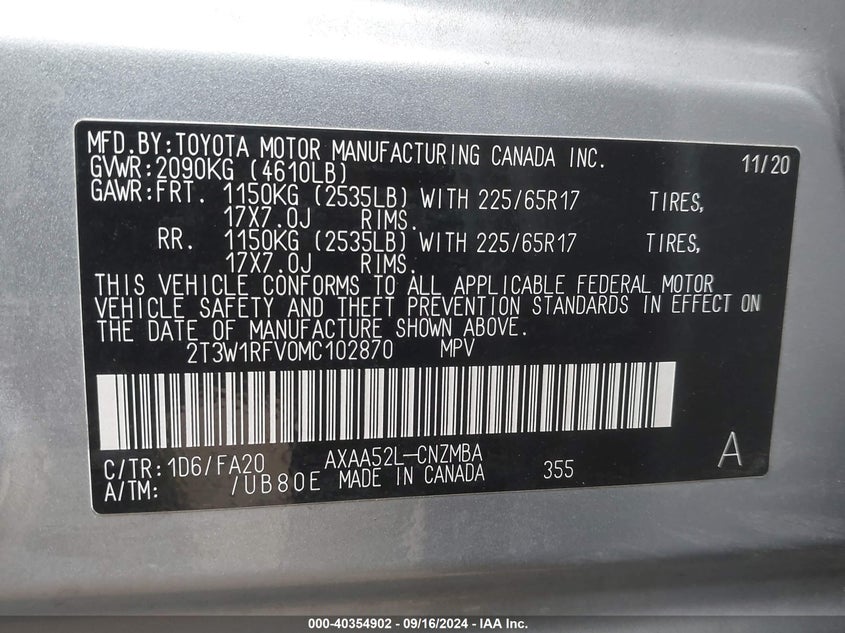 MFD.BY:TOYOTA MOTOR MANUFACTURING CANADA INC. 11/20
GVWR:2090KG (4610LB)
GAWR:FRT. 1150KG (2535LB) WITH 225/65R17 TIRES,
17X7.0J RIMS.
RR. 1150KG (2535LB) WITH 225/65R17 TIRES,
17X7.0J RIMS.
THIS VEHICLE CONFORMS TO ALL APPLICABLE FEDERAL MOTOR
VEHICLE SAFETY AND THEFT PREVENTION STANDARDS IN EFFECT ON
THE DATE OF MANUFACTURE SHOWN ABOVE.
2T3W1RFV0MC102870 MPV
C/TR:1D6/FA20 AXAA52L-CNZMBA
A/TM: /UB80E MADE IN CANADA 355 A
000-40354902 - 09/16/2024 - IAA Inc.